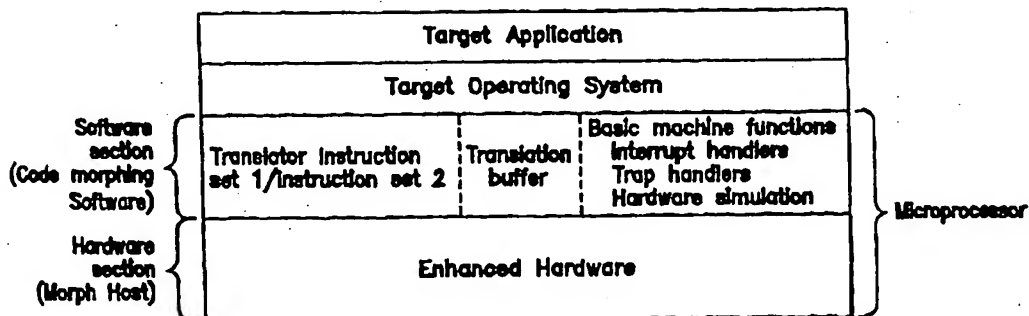 Target Application
Target Operating System
Software
section
(Code morphing
Software)
Translator Instruction
set 1/Instruction set 2
Translation
buffer
Basic machine functions
Interrupt handlers
Trap handlers
Hardware simulation
Microprocessor
Hardware
section
(Morph Host)
Enhanced Hardware